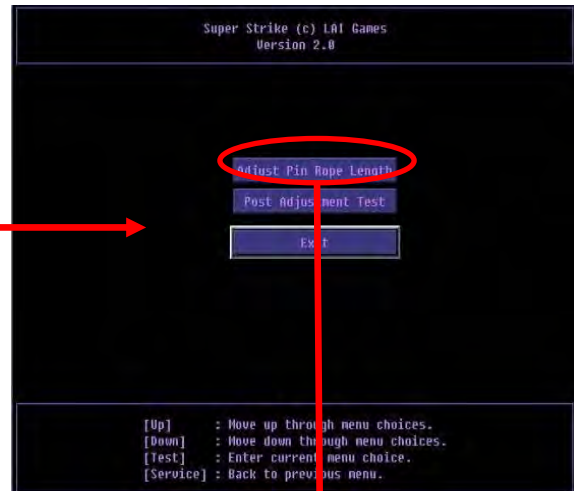 Super Strike (c) LAI Games
Version 2.0
Adjust Pin Rope Length
Post Adjustment Test
Exit
[Up] : Move up through menu choices.
[Down] : Move down through menu choices.
[Test] : Enter current menu choice.
[Service] : Back to previous menu.